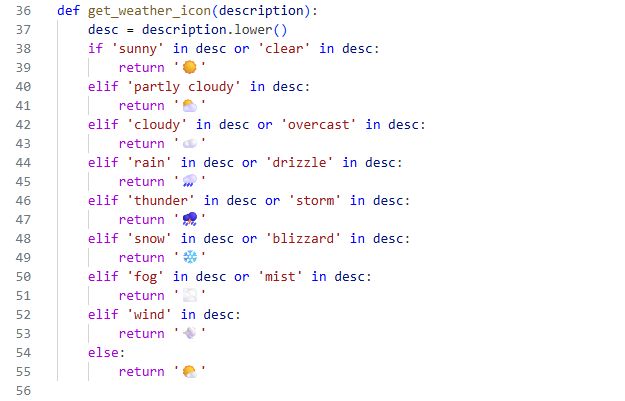 36 def get_weather_icon(description):
37     desc = description.lower()
38     if 'sunny' in desc or 'clear' in desc:
39         return '☀️'
40     elif 'partly cloudy' in desc:
41         return '⛅'
42     elif 'cloudy' in desc or 'overcast' in desc:
43         return '☁️'
44     elif 'rain' in desc or 'drizzle' in desc:
45         return '🌧️'
46     elif 'thunder' in desc or 'storm' in desc:
47         return '⛈️'
48     elif 'snow' in desc or 'blizzard' in desc:
49         return '❄️'
50     elif 'fog' in desc or 'mist' in desc:
51         return '🌫️'
52     elif 'wind' in desc:
53         return '🌬️'
54     else:
55         return '🌤️'
56